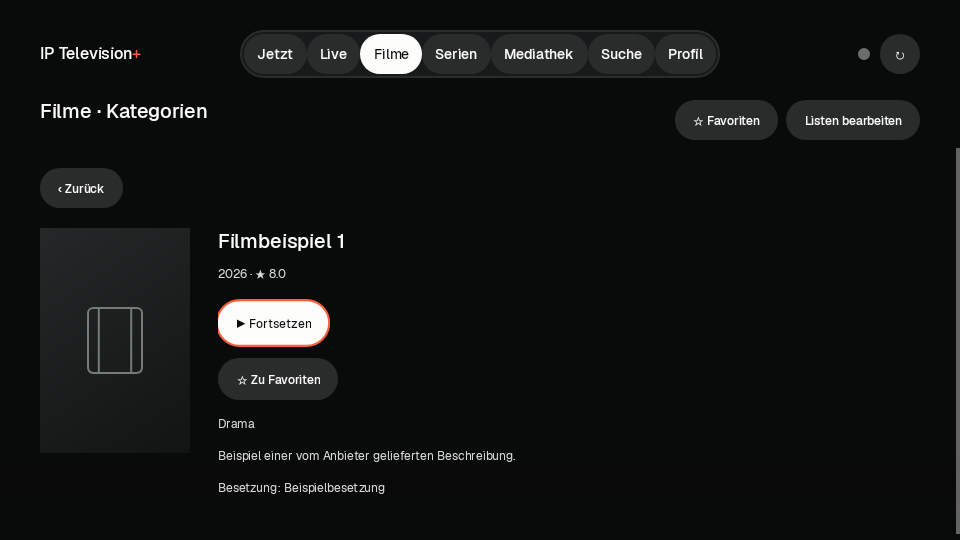 IP Television+
Jetzt
Live
Filme
Serien
Mediathek
Suche
Profil
↻
Filme · Kategorien
☆ Favoriten
Listen bearbeiten
‹ Zurück
Filmbeispiel 1
2026 · ★ 8.0
▶ Fortsetzen
☆ Zu Favoriten
Drama
Beispiel einer vom Anbieter gelieferten Beschreibung.
Besetzung: Beispielbesetzung